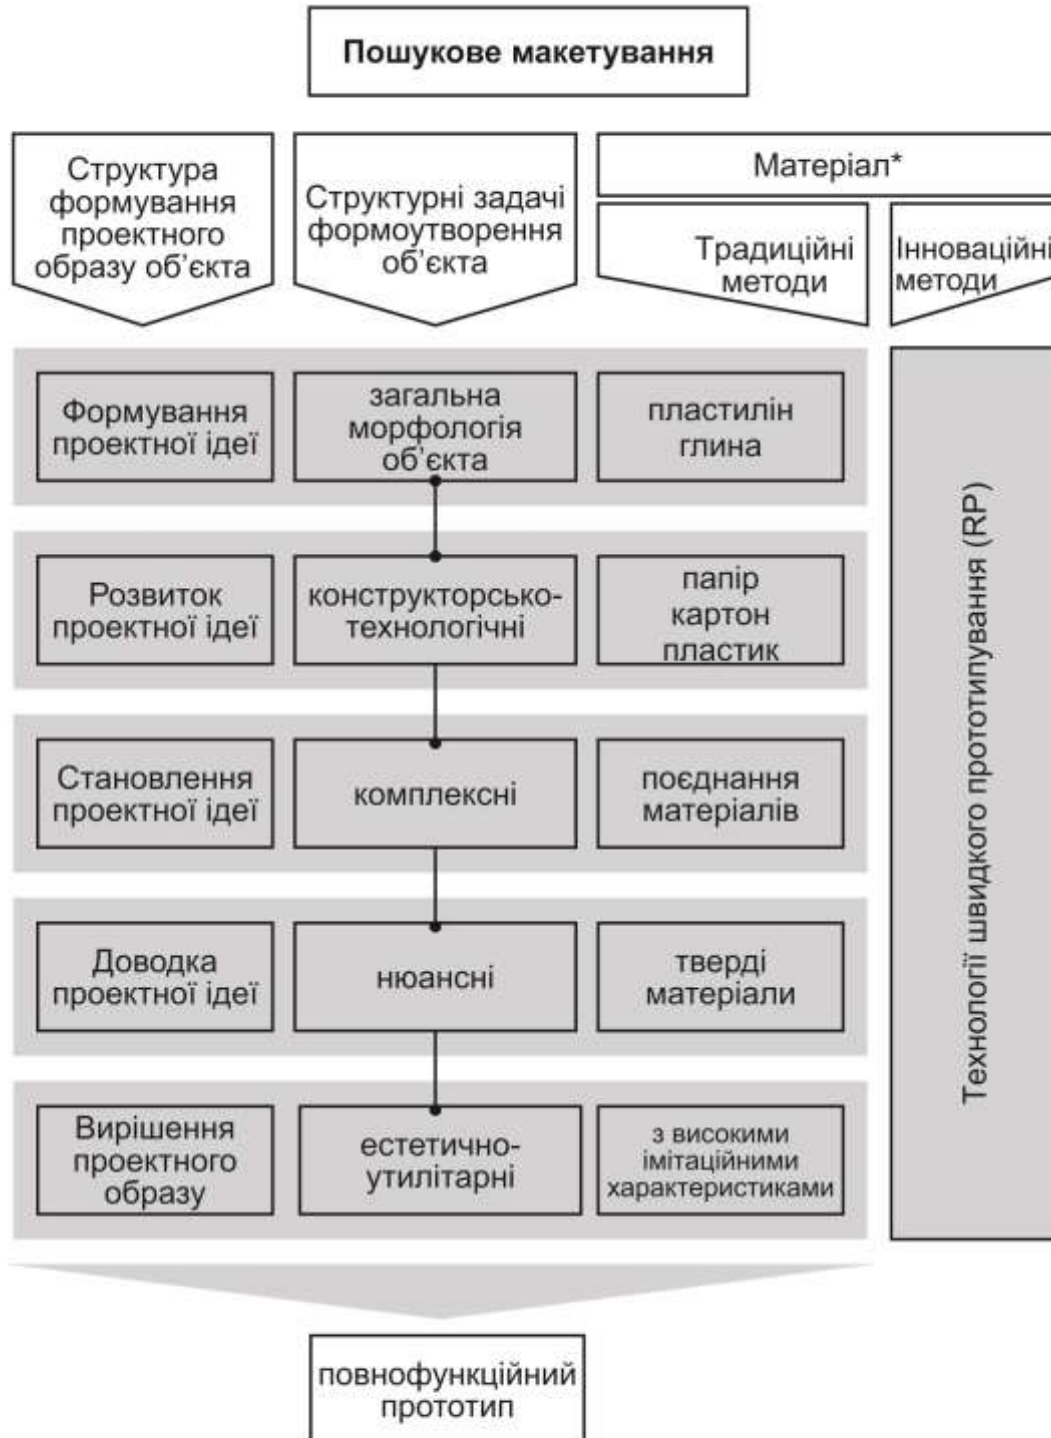 Пошукове макетування
Структура
формування
проектного
образу об’єкта
Структурні задачі
формоутворення
об’єкта
Матеріал*
Традиційні
методи
Інноваційні
методи
Формування
проектної ідеї
загальна
морфологія
об’єкта
пластилін
глина
Розвиток
проектної ідеї
конструкторсько-
технологічні
папір
картон
пластик
Становлення
проектної ідеї
комплексні
поєднання
матеріалів
Доводка
проектної ідеї
нюансні
тверді
матеріали
Вирішення
проектного
образу
естетично-
утилітарні
з високими
імітаційними
характеристиками
Технології швидкого прототипування (RP)
повнофункційний
прототип